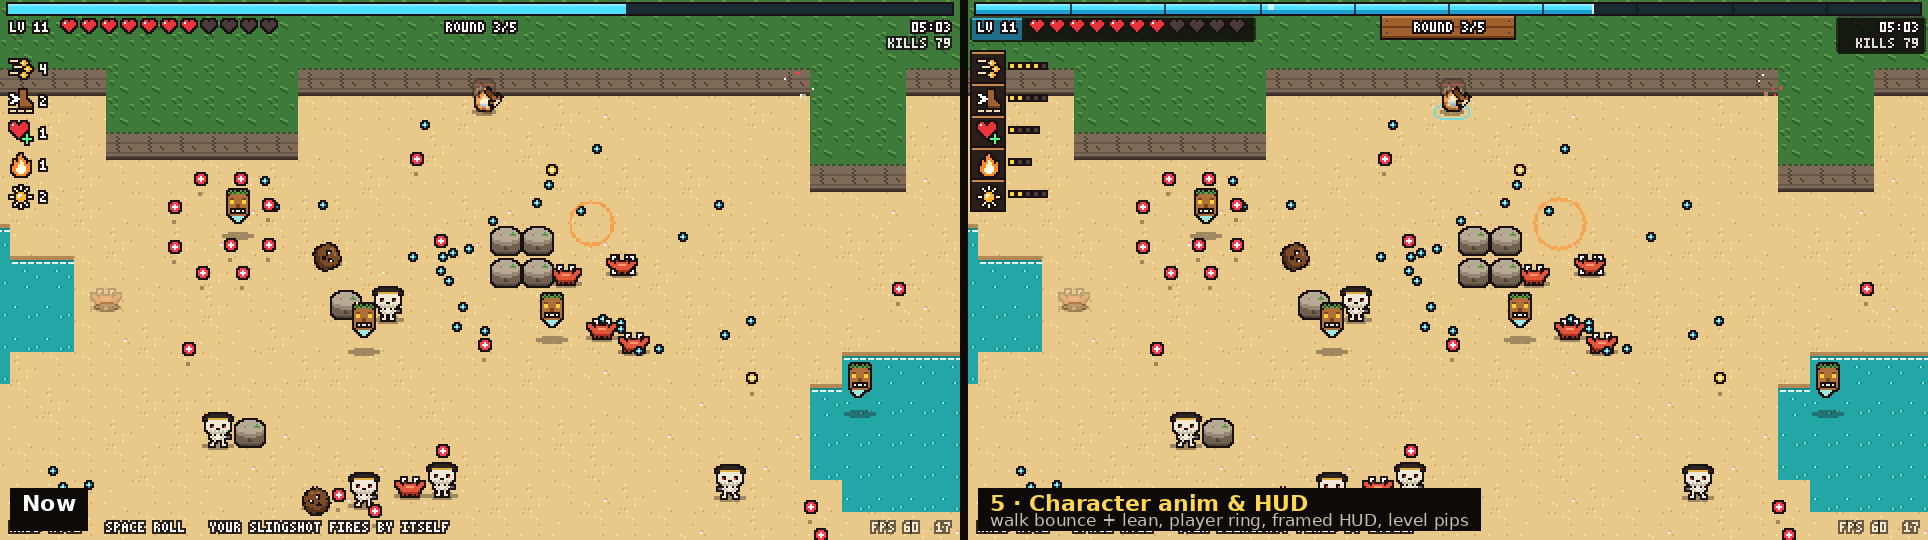 LV 11
ROUND 3/5
05:03
KILLS 79
4
2
1
1
2
Now
SPACE ROLL YOUR SLINGSHOT FIRES BY ITSELF
FPS 60 17
LV 11
ROUND 3/5
05:03
KILLS 79
5 · Character anim & HUD
walk bounce + lean, player ring, framed HUD, level pips
FPS 60 17